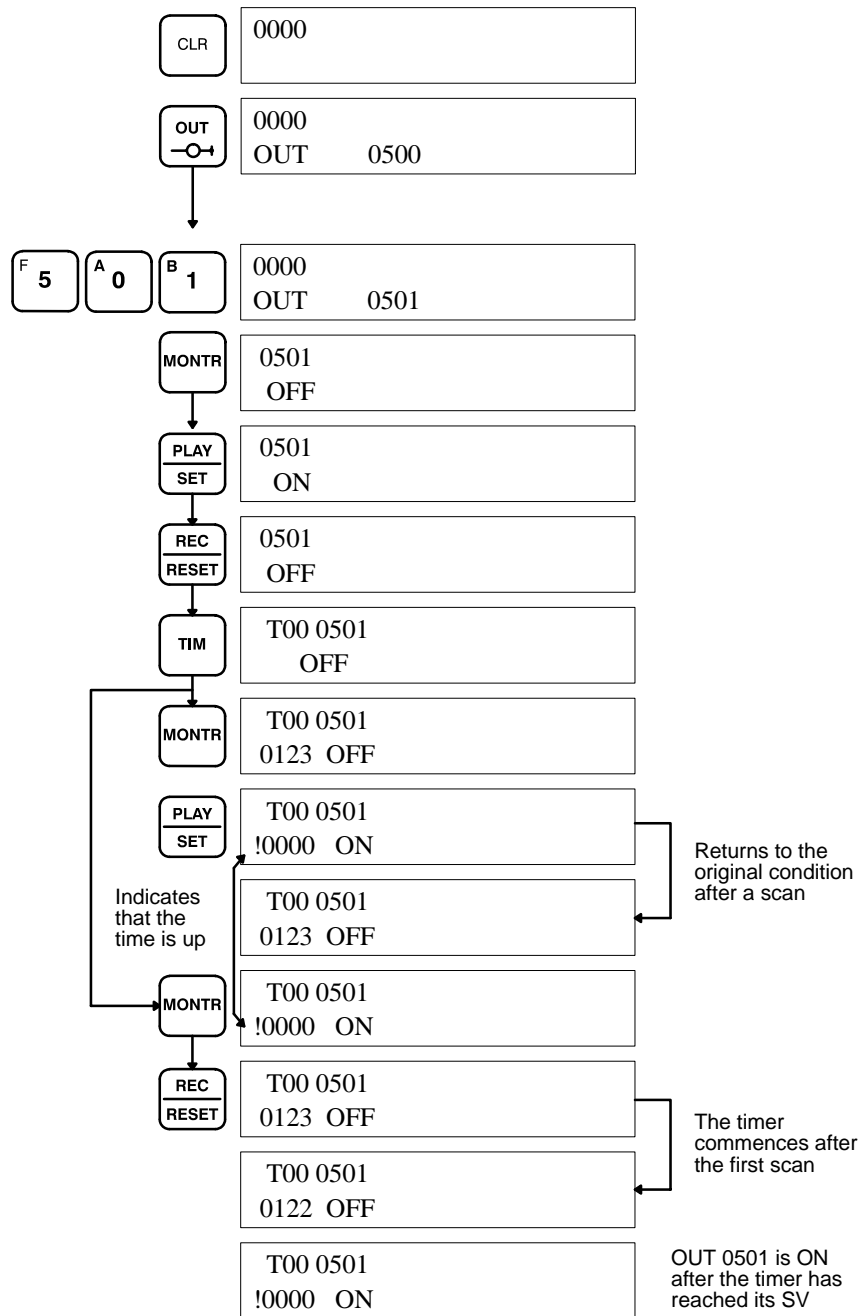 CLR
0000
OUT
0000
OUT 0500
F 5
A 0
B 1
0000
OUT 0501
MONTR
0501
OFF
PLAY
SET
0501
ON
REC
RESET
0501
OFF
TIM
T00 0501
OFF
MONTR
T00 0501
0123 OFF
PLAY
SET
T00 0501
!0000 ON
Returns to the
original condition
after a scan
Indicates
that the
time is up
T00 0501
0123 OFF
MONTR
T00 0501
!0000 ON
REC
RESET
T00 0501
0123 OFF
The timer
commences after
the first scan
T00 0501
0122 OFF
T00 0501
!0000 ON
OUT 0501 is ON
after the timer has
reached its SV